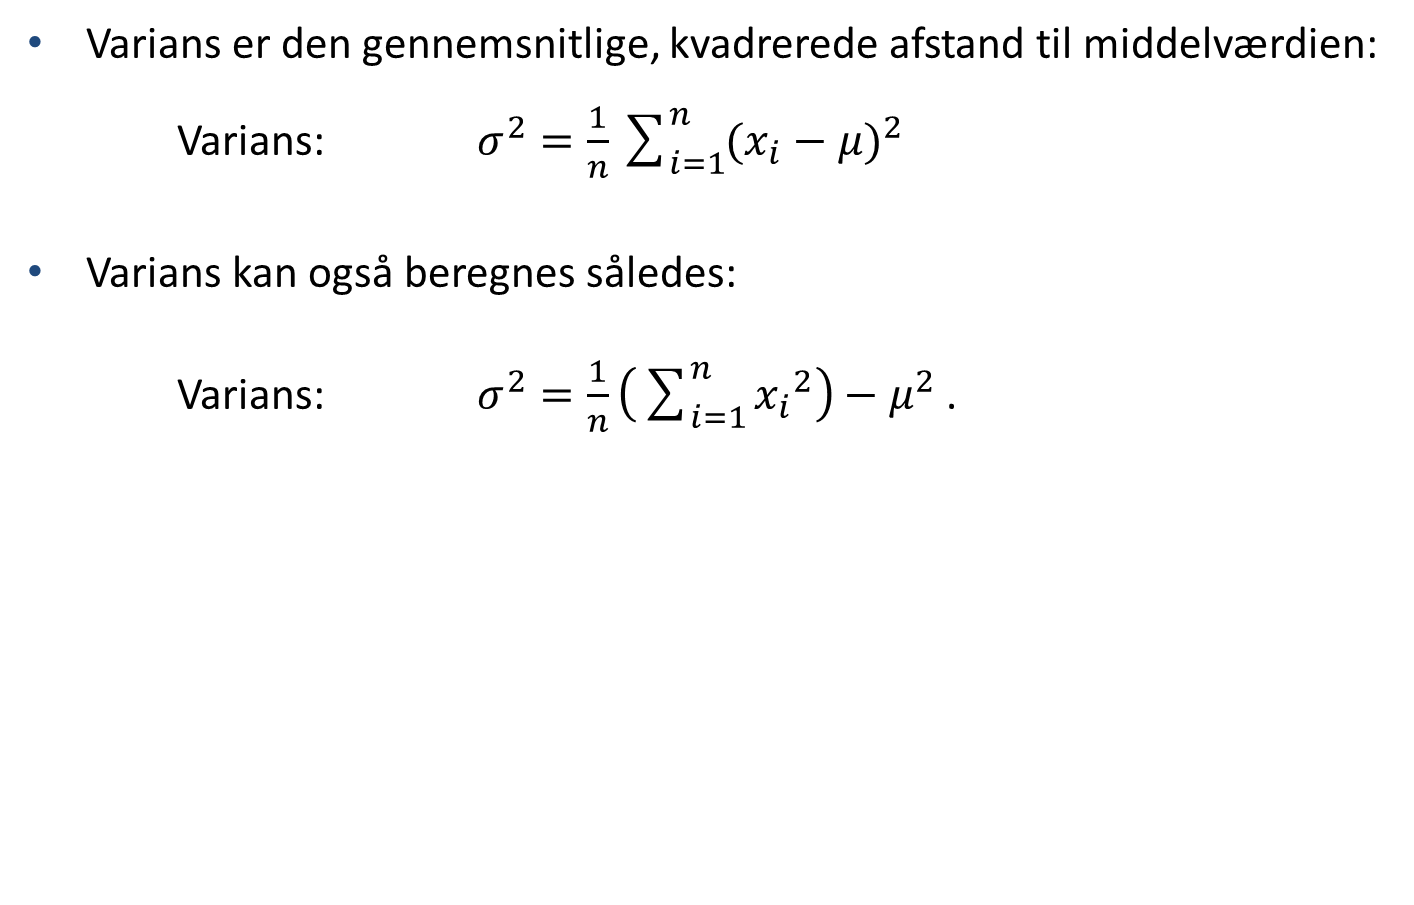 • Varians er den gennemsnitlige, kvadrerede afstand til middelværdien:
Varians: σ² = 1/n ∑ⁿᵢ₌₁(xᵢ − μ)²
• Varians kan også beregnes således:
Varians: σ² = 1/n (∑ⁿᵢ₌₁ xᵢ²) − μ² .